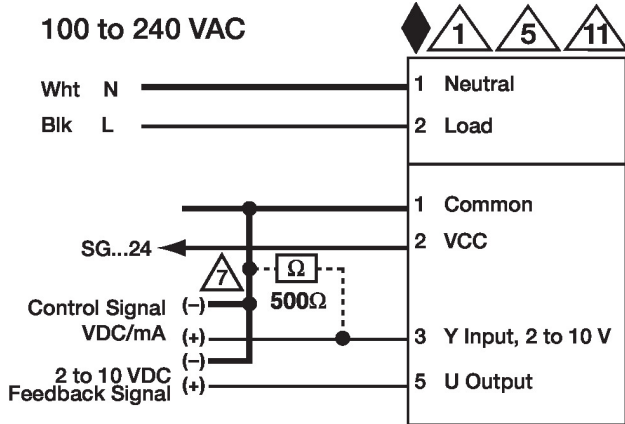 100 to 240 VAC
1 5 11
Wht N
1 Neutral
Blk L
2 Load
1 Common
SG...24
2 VCC
7
Ω
500Ω
Control Signal (–)
VDC/mA (+)
3 Y Input, 2 to 10 V
(–)
2 to 10 VDC
Feedback Signal (+)
5 U Output